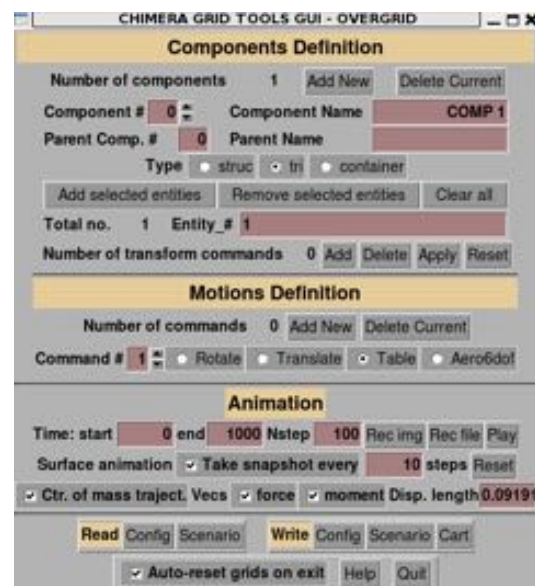 CHIMERA GRID TOOLS GUI - OVERGRID
Components Definition
Number of components 1 Add New Delete Current
Component # 0 Component Name COMP 1
Parent Comp. # 0 Parent Name
Type struc tri container
Add selected entities Remove selected entities Clear all
Total no. 1 Entity_# 1
Number of transform commands 0 Add Delete Apply Reset
Motions Definition
Number of commands 0 Add New Delete Current
Command # 1 Rotate Translate Table Aero6dof
Animation
Time: start 0 end 1000 Nstep 100 Rec img Rec file Play
Surface animation Take snapshot every 10 steps Reset
Ctr. of mass traject. Vecs force moment Disp. length 0.09191
Read Config Scenario Write Config Scenario Cart
Auto-reset grids on exit Help Quit